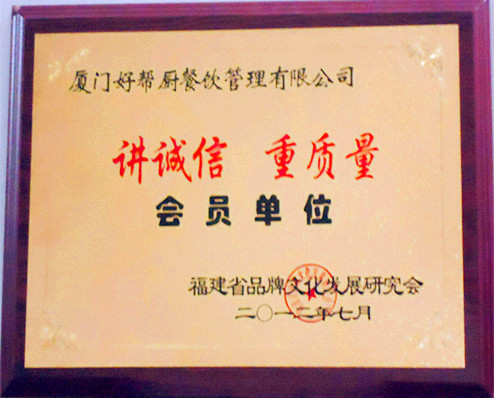 厦门好帮厨餐饮管理有限公司
讲诚信 重质量
会员单位
福建省品牌文化发展研究会
二〇一二年七月